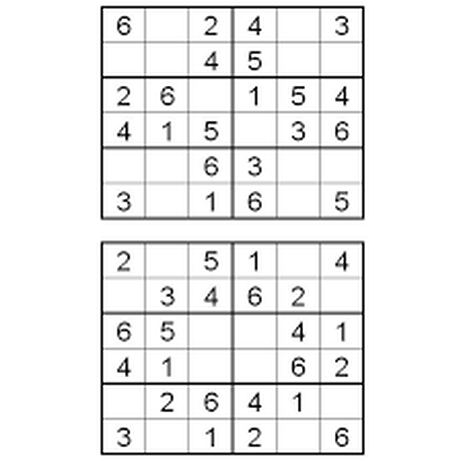 6 2 4 3
4 5
2 6 1 5 4
4 1 5 3 6
6 3
3 1 6 5
2 5 1 4
3 4 6 2
6 5 4 1
4 1 6 2
2 6 4 1
3 1 2 6